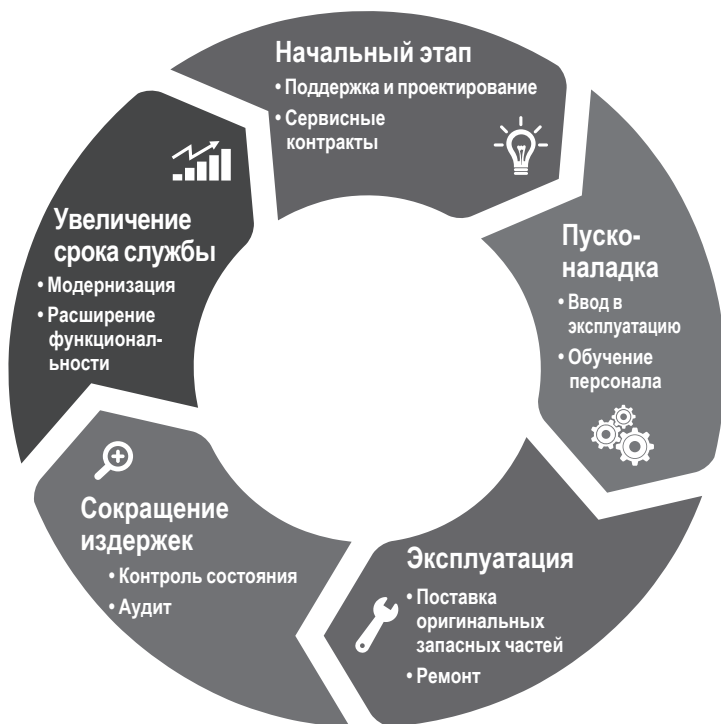 Начальный этап
• Поддержка и проектирование
• Сервисные
контракты
Пуско-
наладка
• Ввод в
эксплуатацию
• Обучение
персонала
Эксплуатация
• Поставка
оригинальных
запасных частей
• Ремонт
Сокращение
издержек
• Контроль состояния
• Аудит
Увеличение
срока службы
• Модернизация
• Расширение
функционал-
ьности